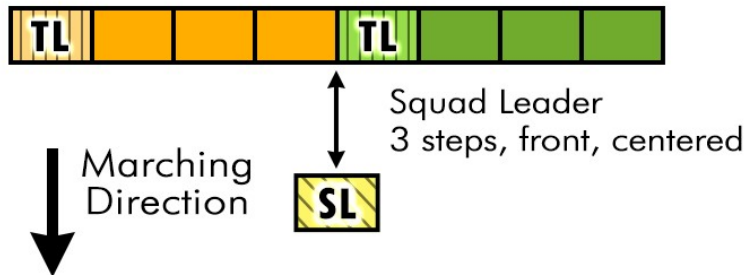 TL TL
Squad Leader
3 steps, front, centered
Marching
Direction
SL